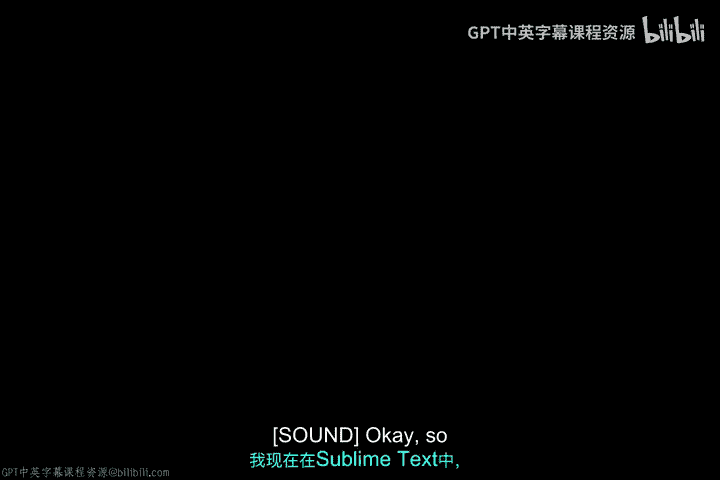 GPT中英字幕课程资源 bilibili
[SOUND] Okay, so
我现在在Sublime Text中,
GPT中英字幕课程资源@bilibili.com